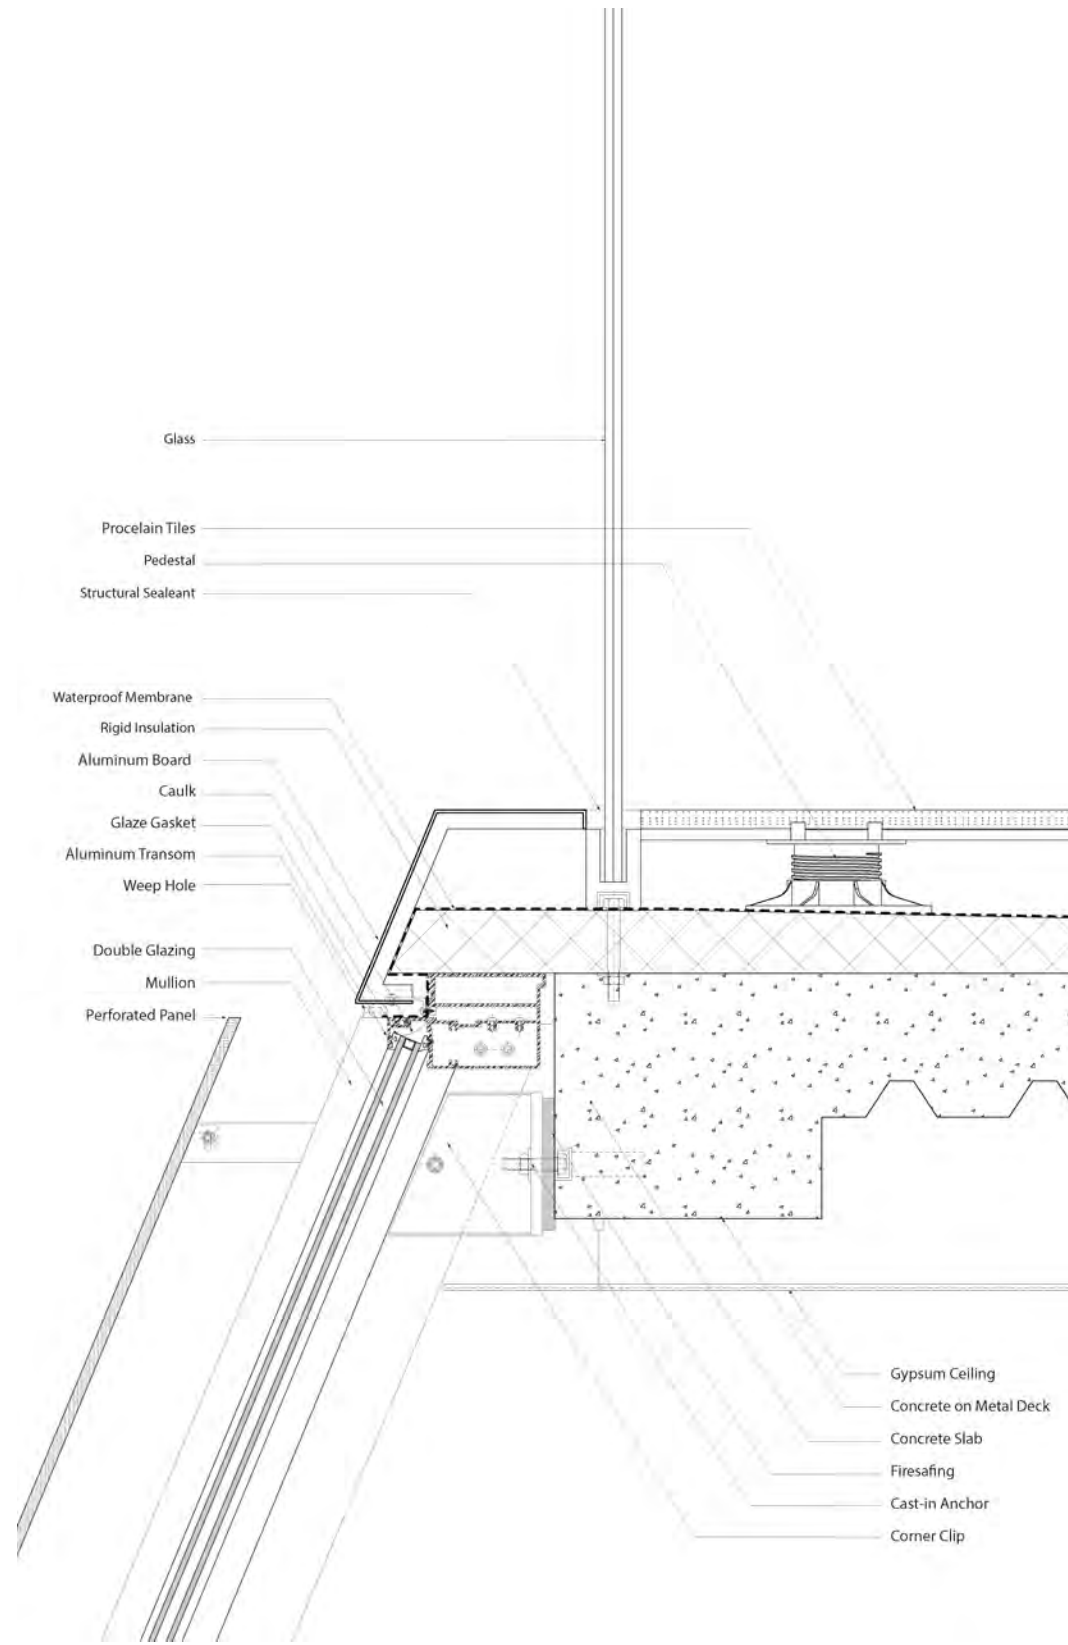 Glass
Procelain Tiles
Pedestal
Structural Sealeant
Waterproof Membrane
Rigid Insulation
Aluminum Board
Caulk
Glaze Gasket
Aluminum Transom
Weep Hole
Double Glazing
Mullion
Perforated Panel
Gypsum Ceiling
Concrete on Metal Deck
Concrete Slab
Firesafing
Cast-in Anchor
Corner Clip